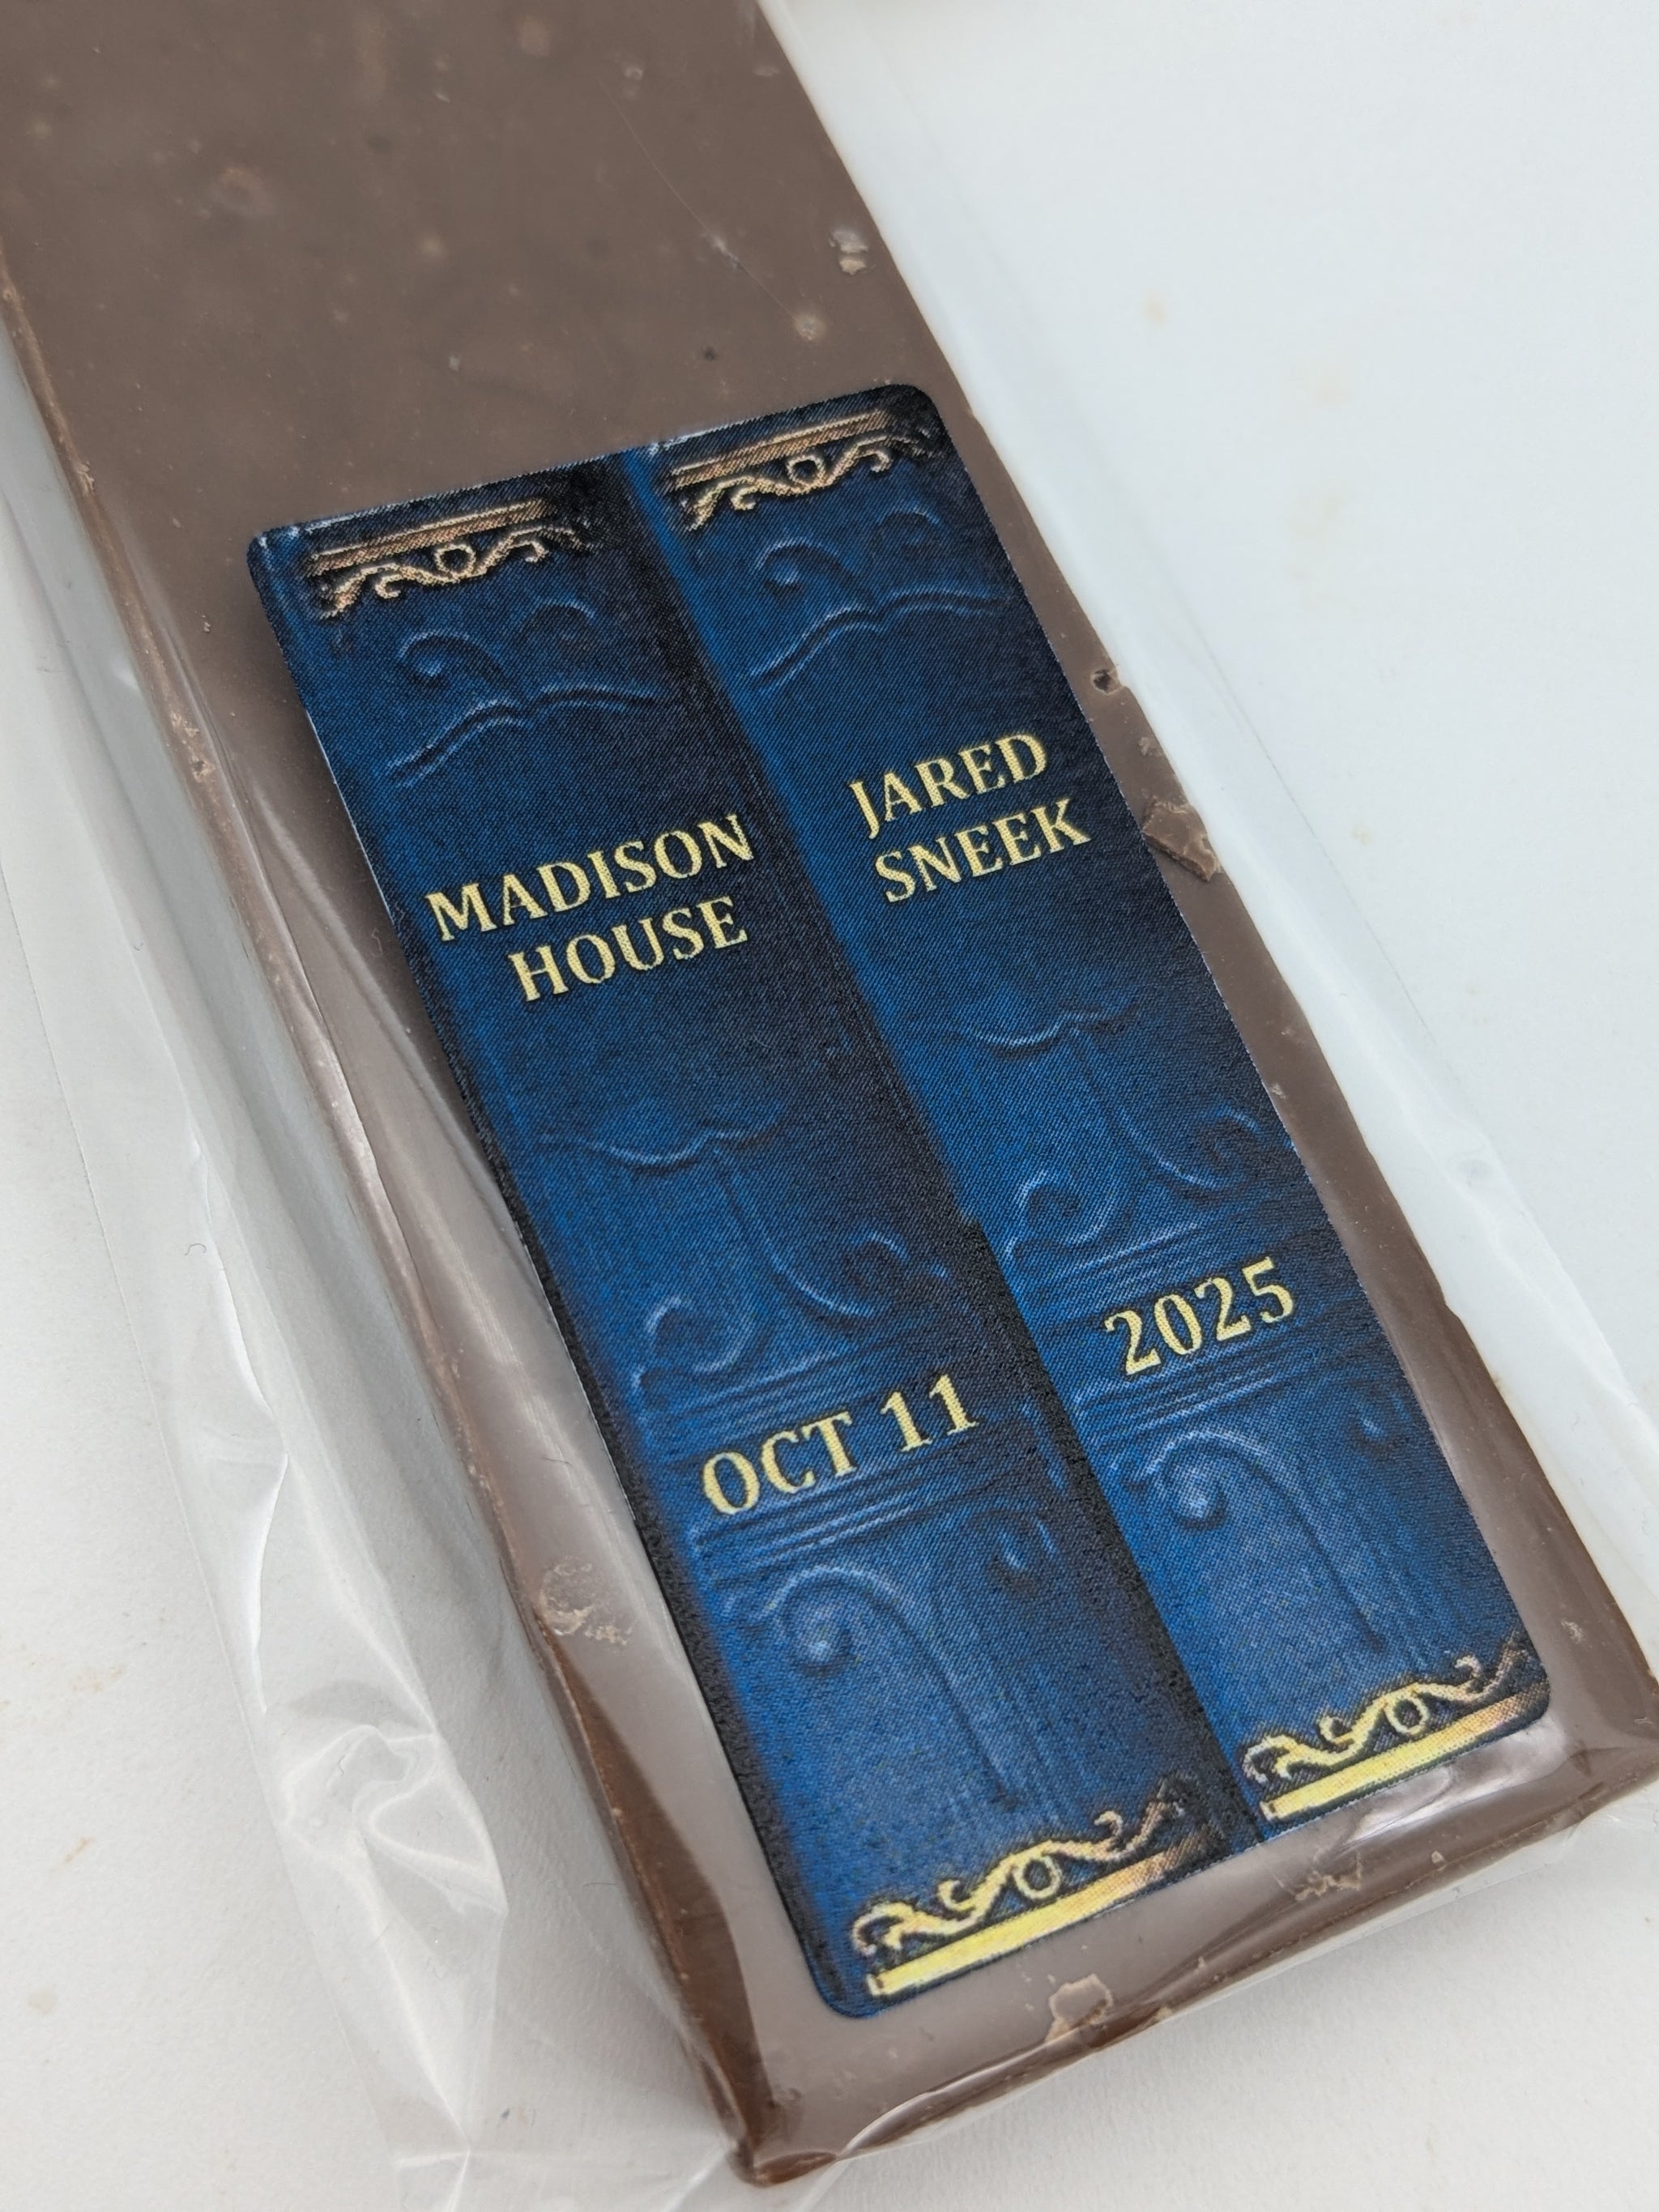 MADISON
HOUSE
OCT 11
JARED
SNEEK
2025